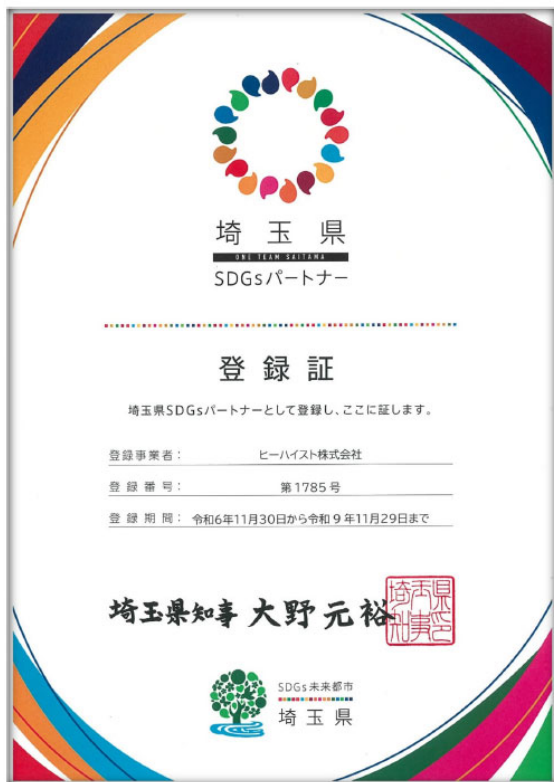 埼玉県
ONE TEAM SAITAMA
SDGsパートナー
登録証
埼玉県SDGsパートナーとして登録し、ここに証します。
登録事業者： ヒーハイスト株式会社
登録番号： 第1785号
登録期間： 令和6年11月30日から令和９年11月29日まで
埼玉県知事 大野元裕
埼玉県知事印
SDGs未来都市
埼玉県